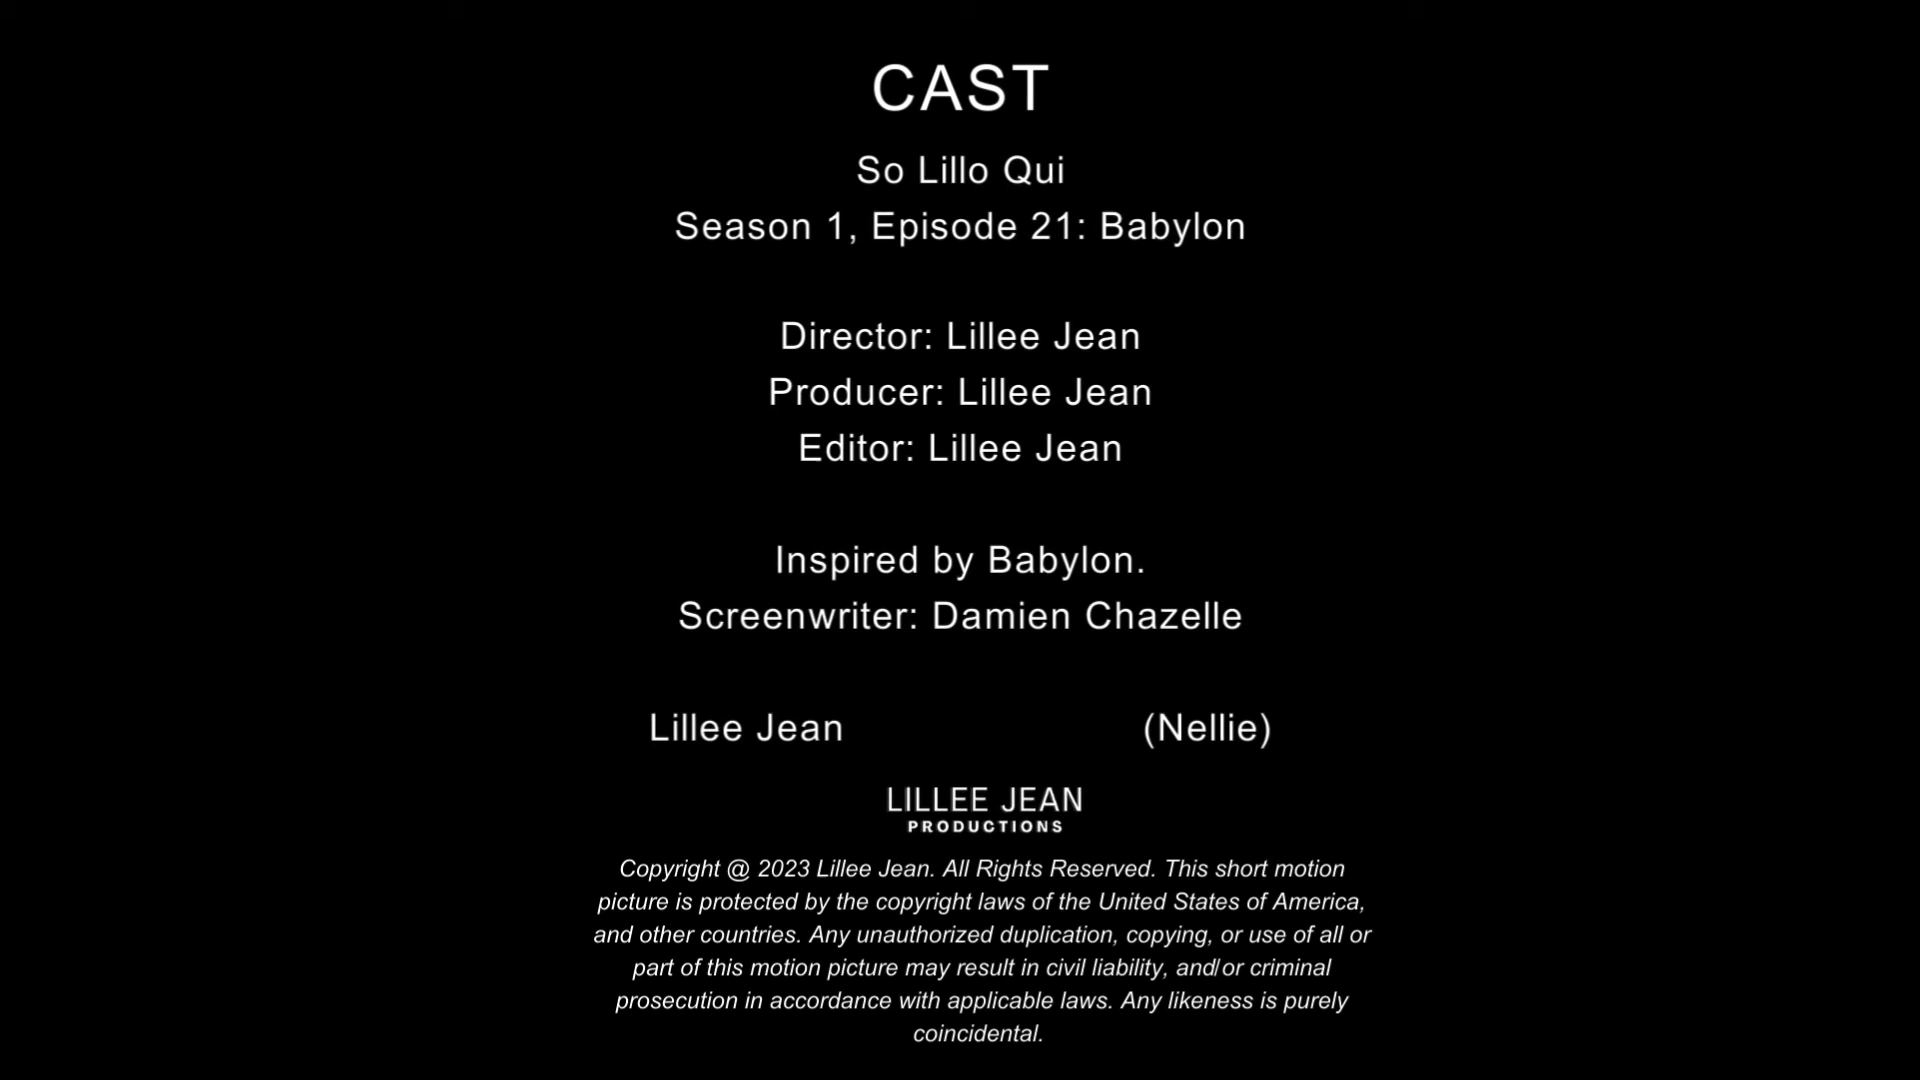 CAST
So Lillo Qui
Season 1, Episode 21: Babylon
Director: Lillee Jean
Producer: Lillee Jean
Editor: Lillee Jean
Inspired by Babylon.
Screenwriter: Damien Chazelle
Lillee Jean (Nellie)
LILLEE JEAN
PRODUCTIONS
Copyright @ 2023 Lillee Jean. All Rights Reserved. This short motion
picture is protected by the copyright laws of the United States of America,
and other countries. Any unauthorized duplication, copying, or use of all or
part of this motion picture may result in civil liability, and/or criminal
prosecution in accordance with applicable laws. Any likeness is purely
coincidental.